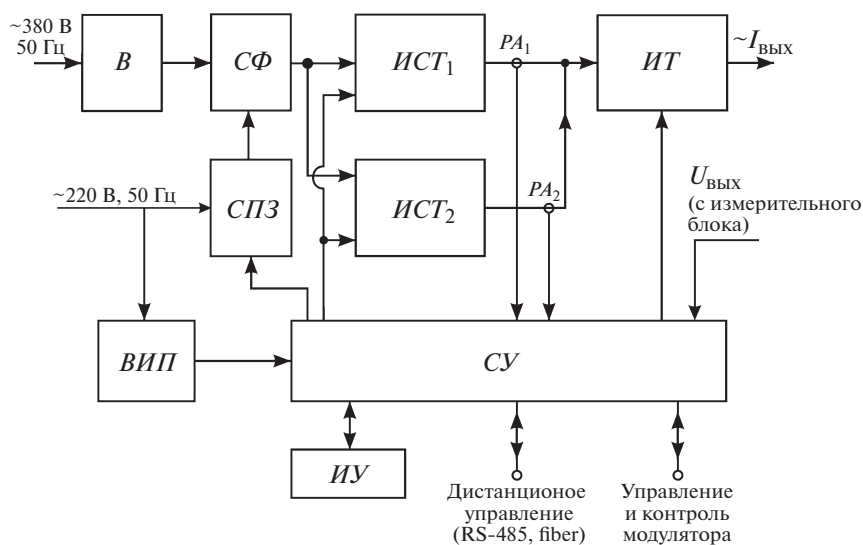 ~380 В
50 Гц
В
СФ
ИСТ₁
PA₁
ИТ
~Iвых
~220 В, 50 Гц
СПЗ
ИСТ₂
PA₂
Uвых
(с измерительного
блока)
ВИП
СУ
ИУ
Дистанционое
управление
(RS-485, fiber)
Управление
и контроль
модулятора